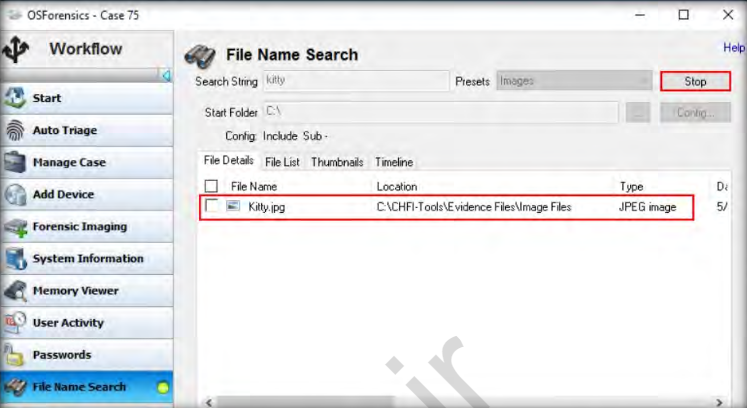 OSForensics - Case 75
Workflow
File Name Search
Help
Search String kitty Presets Images Stop
Start Folder C:\ ... Config...
Config: Include Sub -
File Details File List Thumbnails Timeline
File Name Location Type Da
Kitty.jpg C:\CHFI-Tools\Evidence Files\Image Files JPEG image 5/
Start
Auto Triage
Manage Case
Add Device
Forensic Imaging
System Information
Memory Viewer
User Activity
Passwords
File Name Search
ir